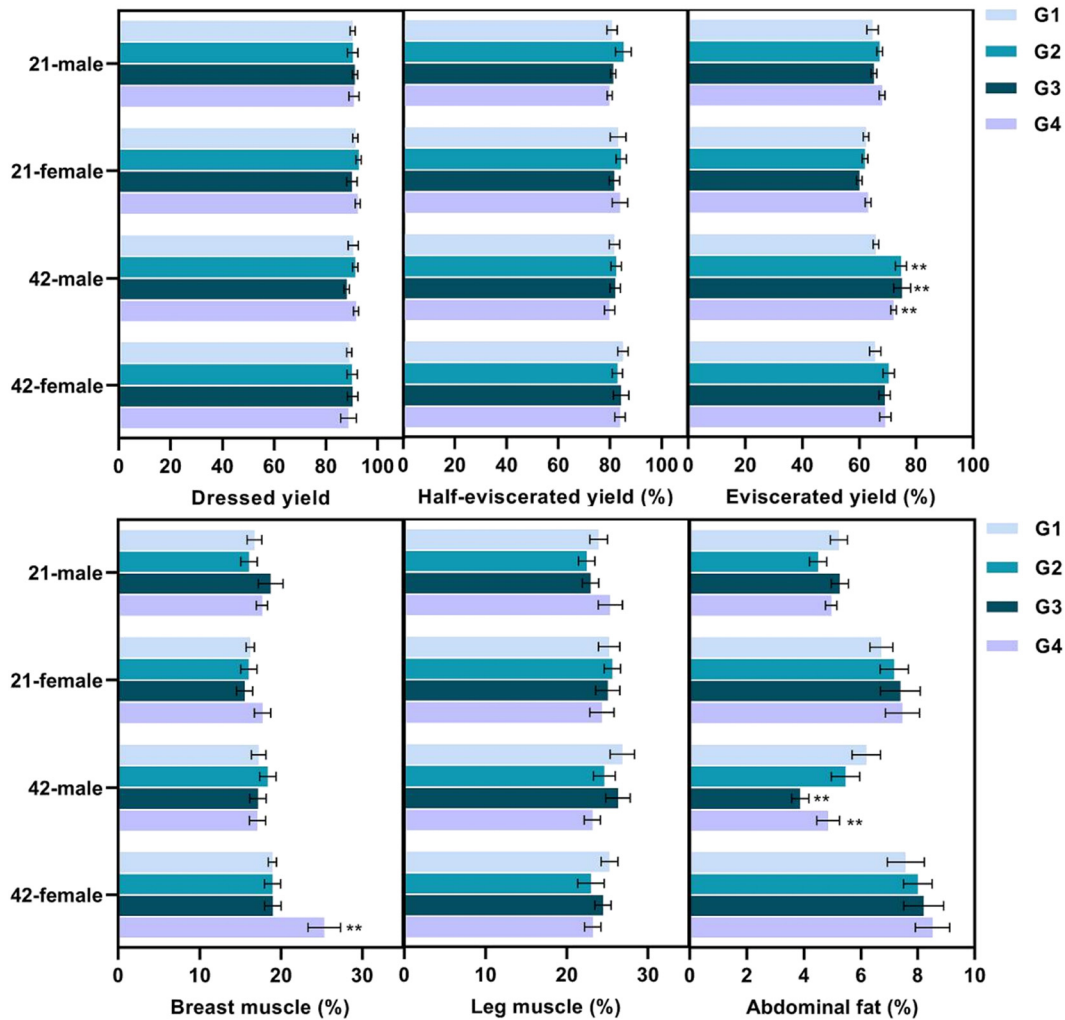 G1
G2
G3
G4
21-male
21-female
42-male
**
**
**
42-female
0 20 40 60 80 100 0 20 40 60 80 0 20 40 60 80 100
Dressed yield Half-eviscerated yield (%) Eviscerated yield (%)
G1
G2
G3
G4
21-male
21-female
42-male
**
**
42-female
**
0 10 20 30 0 10 20 30 0 2 4 6 8 10
Breast muscle (%) Leg muscle (%) Abdominal fat (%)